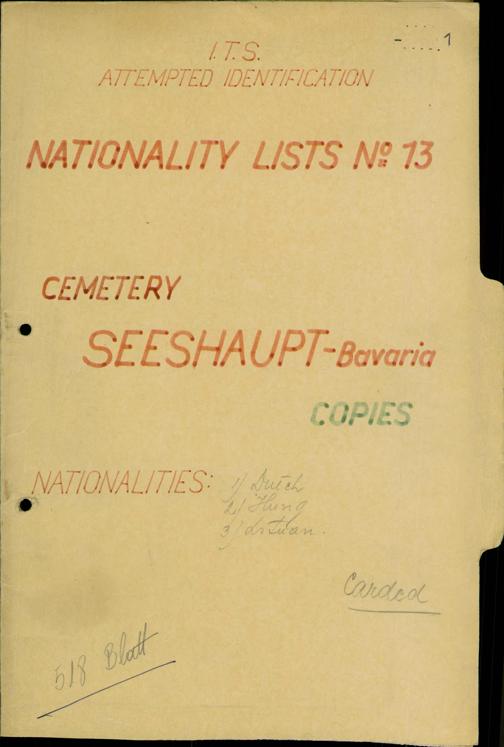 - 1
I.T.S.
ATTEMPTED IDENTIFICATION
NATIONALITY LISTS Nº 13
CEMETERY
SEESHAUPT-Bavaria
COPIES
NATIONALITIES: 1/ Dutch
2/ Hung
3/
Carded
518 Blatt